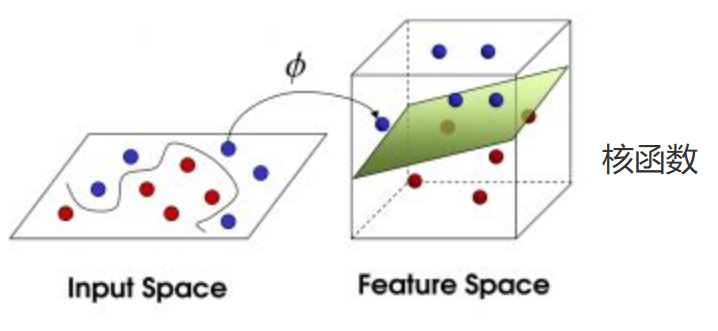 ϕ
核函数
Input Space
Feature Space